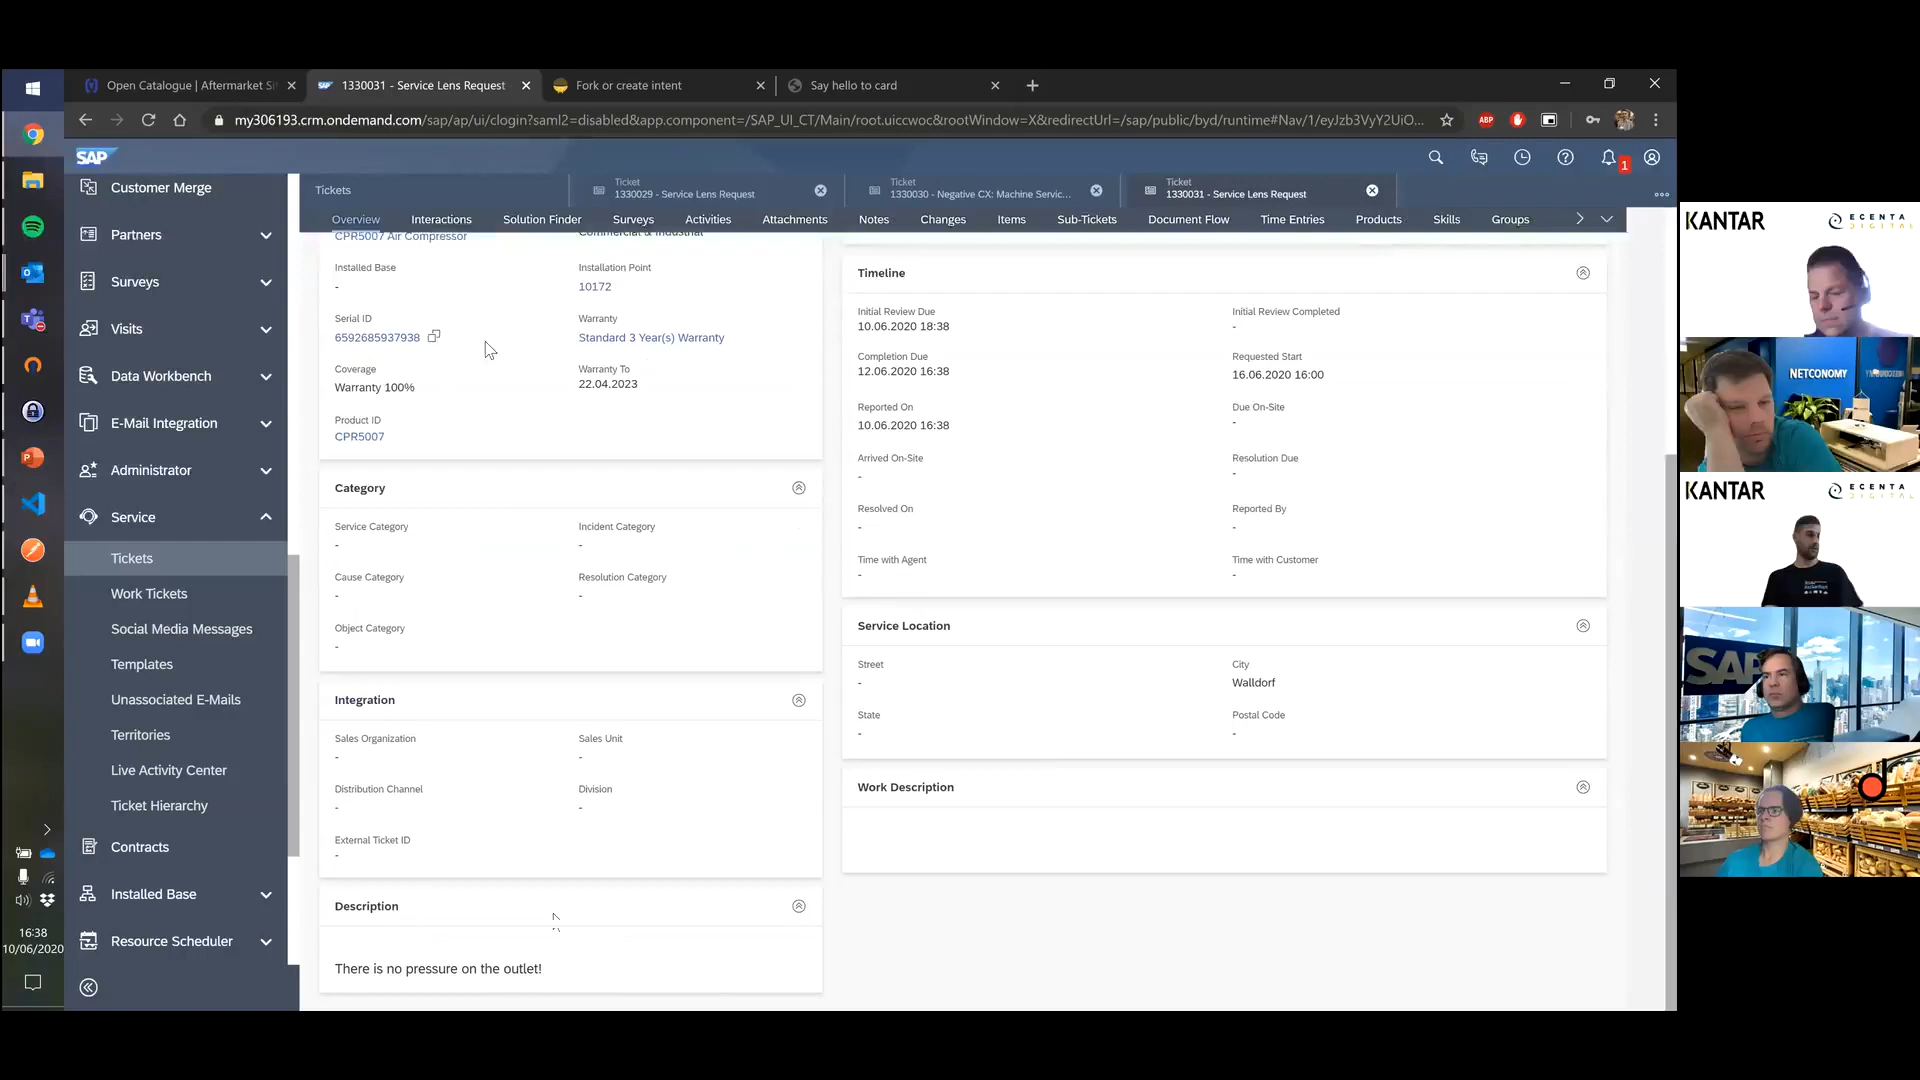 Open Catalogue | Aftermarket Si
1330031 - Service Lens Request
Fork or create intent
Say hello to card
my306193.crm.ondemand.com/sap/ap/ui/clogin?saml2=disabled&app.component=/SAP_UI_CT/Main/root.uiccwoc&rootWindow=X&redirectUrl=/sap/public/byd/runtime#Nav/1/eyJzb3VyY2UiO...
ABP
SAP
1
Customer Merge
Partners
Surveys
Visits
Data Workbench
E-Mail Integration
Administrator
Service
Tickets
Work Tickets
Social Media Messages
Templates
Unassociated E-Mails
Territories
Live Activity Center
Ticket Hierarchy
Contracts
Installed Base
Resource Scheduler
16:38
10/06/2020
Tickets
Ticket
1330029 - Service Lens Request
Ticket
1330030 - Negative CX: Machine Servic...
Ticket
1330031 - Service Lens Request
Overview
Interactions
Solution Finder
Surveys
Activities
Attachments
Notes
Changes
Items
Sub-Tickets
Document Flow
Time Entries
Products
Skills
Groups
CPR5007 Air Compressor
Commercial & Industrial
Installed Base
-
Installation Point
10172
Serial ID
6592685937938
Warranty
Standard 3 Year(s) Warranty
Coverage
Warranty 100%
Warranty To
22.04.2023
Product ID
CPR5007
Category
Service Category
-
Incident Category
-
Cause Category
-
Resolution Category
-
Object Category
-
Integration
Sales Organization
-
Sales Unit
-
Distribution Channel
-
Division
-
External Ticket ID
-
Description
There is no pressure on the outlet!
Timeline
Initial Review Due
10.06.2020 18:38
Initial Review Completed
-
Completion Due
12.06.2020 16:38
Requested Start
16.06.2020 16:00
Reported On
10.06.2020 16:38
Due On-Site
-
Arrived On-Site
-
Resolution Due
-
Resolved On
-
Reported By
-
Time with Agent
-
Time with Customer
-
Service Location
Street
-
City
Walldorf
State
-
Postal Code
-
Work Description
KANTAR
ECENTA
DIGITAL
NETCONOMY
KANTAR
ECENTA
DIGITAL
SAP